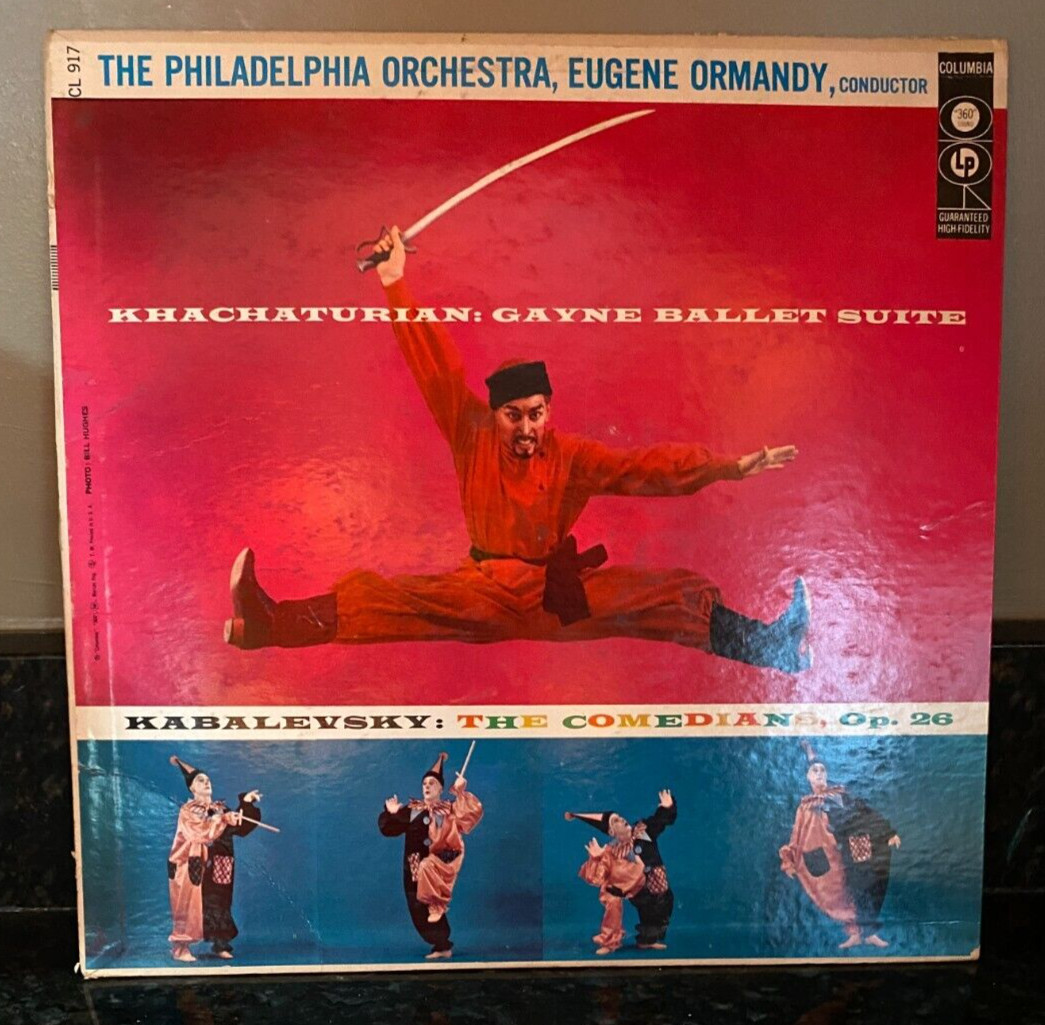 CL 917
THE PHILADELPHIA ORCHESTRA, EUGENE ORMANDY, CONDUCTOR
COLUMBIA
"360"
SOUND
Lp
GUARANTEED
HIGH-FIDELITY
KHACHATURIAN: GAYNE BALLET SUITE
PHOTO: BILL HUGHES
KABALEVSKY: THE COMEDIANS, Op. 26